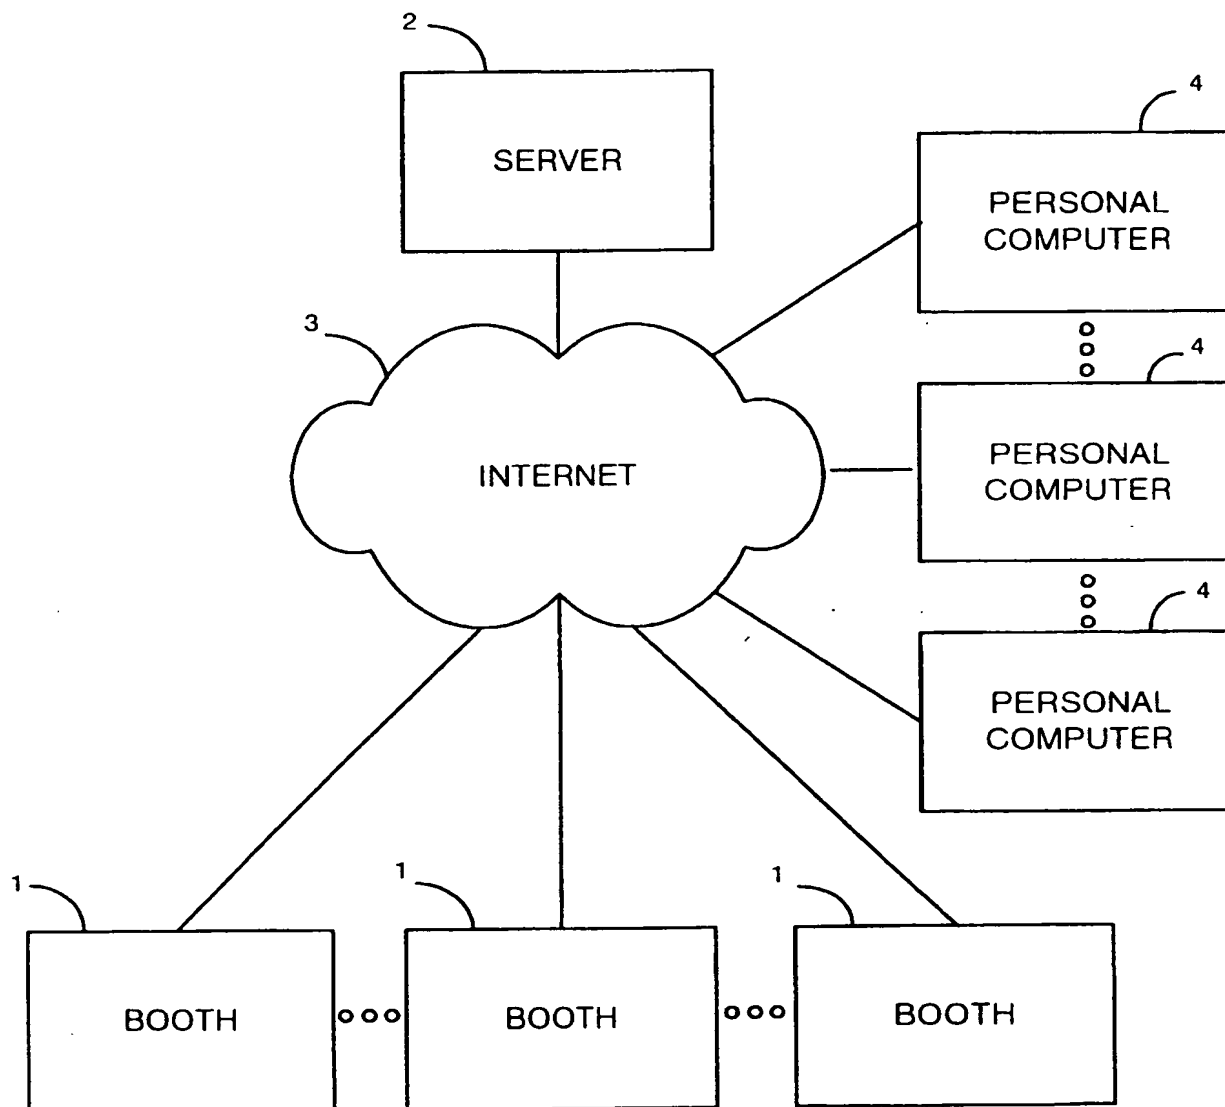 2
SERVER
4
PERSONAL
COMPUTER
3
4
INTERNET
PERSONAL
COMPUTER
4
PERSONAL
COMPUTER
1
1
1
BOOTH
BOOTH
BOOTH